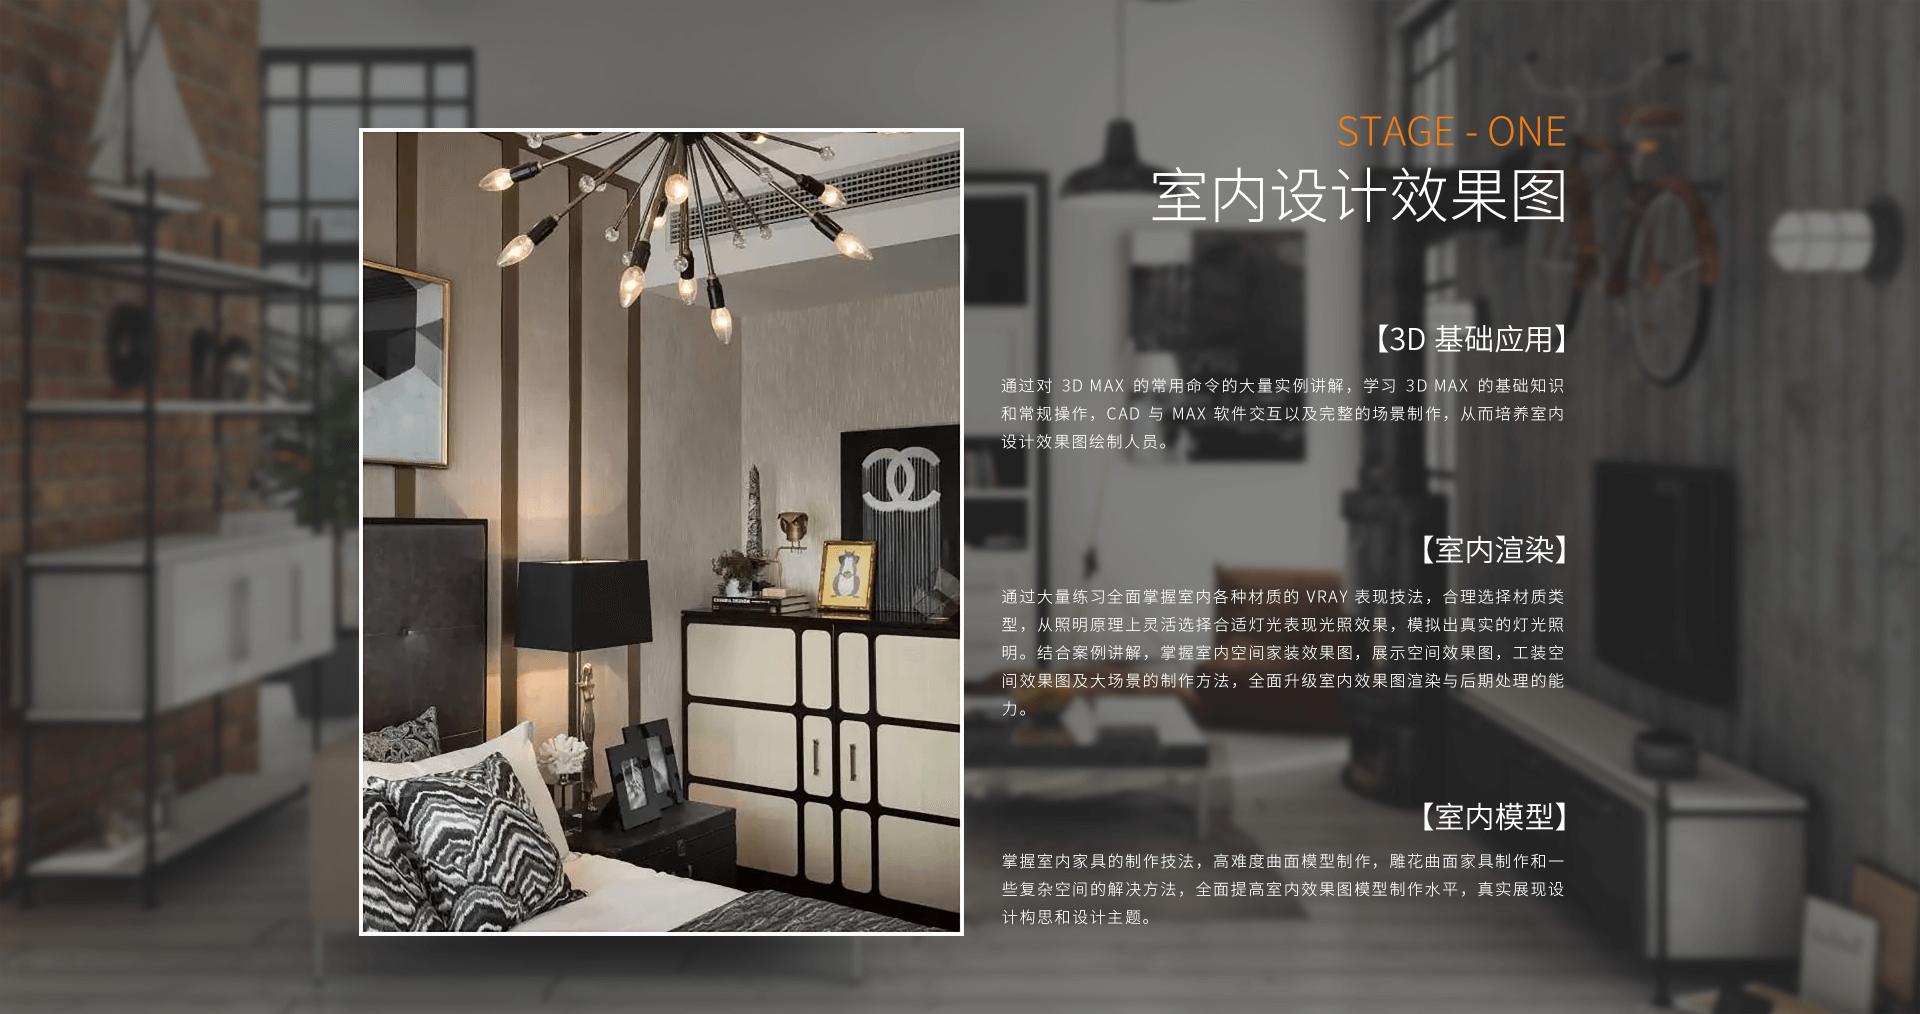 STAGE - ONE
室内设计效果图
【3D 基础应用】
通过对 3D MAX 的常用命令的大量实例讲解，学习 3D MAX 的基础知识
和常规操作，CAD 与 MAX 软件交互以及完整的场景制作，从而培养室内
设计效果图绘制人员。
【室内渲染】
通过大量练习全面掌握室内各种材质的 VRAY 表现技法，合理选择材质类
型，从照明原理上灵活选择合适灯光表现光照效果，模拟出真实的灯光照
明。结合案例讲解，掌握室内空间家装效果图，展示空间效果图，工装空
间效果图及大场景的制作方法，全面升级室内效果图渲染与后期处理的能
力。
【室内模型】
掌握室内家具的制作技法，高难度曲面模型制作，雕花曲面家具制作和一
些复杂空间的解决方法，全面提高室内效果图模型制作水平，真实展现设
计构思和设计主题。